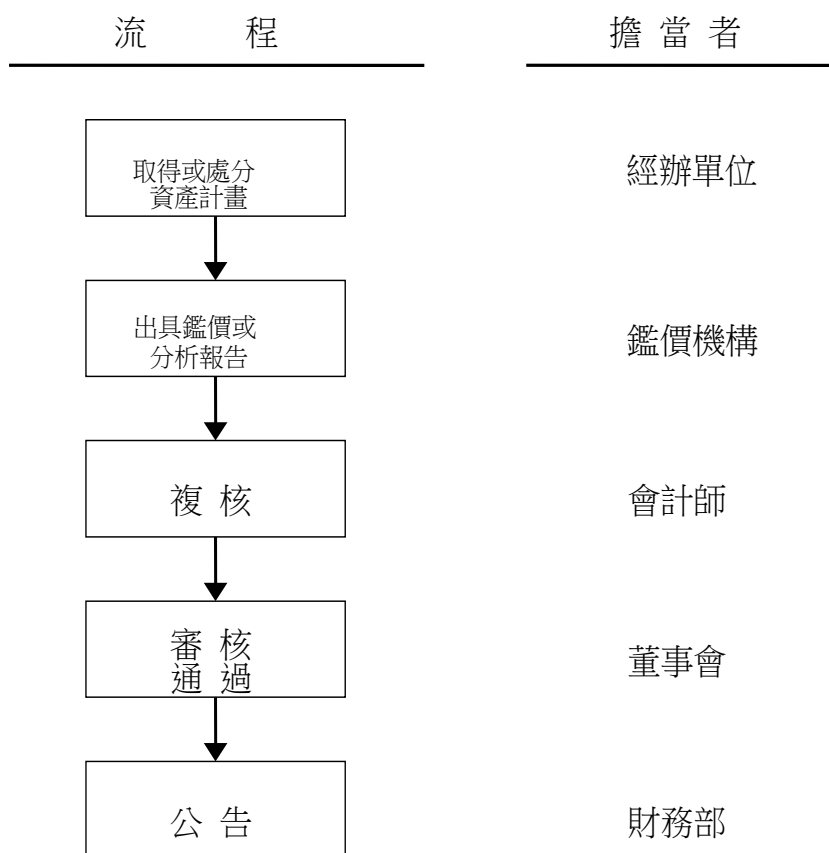 流 程
擔當者
取得或處分
資產計畫
經辦單位
出具鑑價或
分析報告
鑑價機構
複核
會計師
審核
通過
董事會
公告
財務部